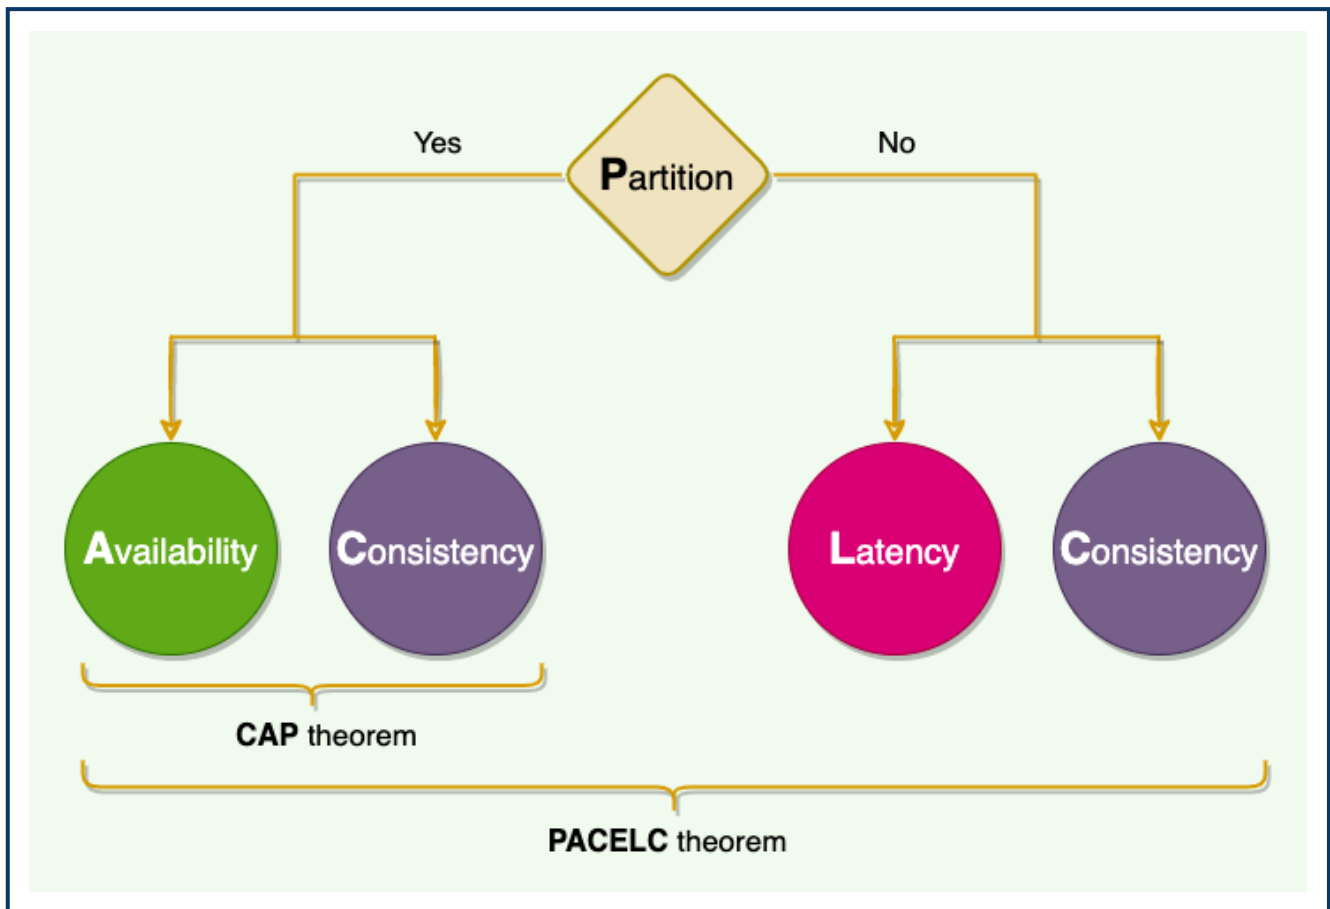 Yes
No
Partition
Availability
Consistency
Latency
Consistency
CAP theorem
PACELC theorem